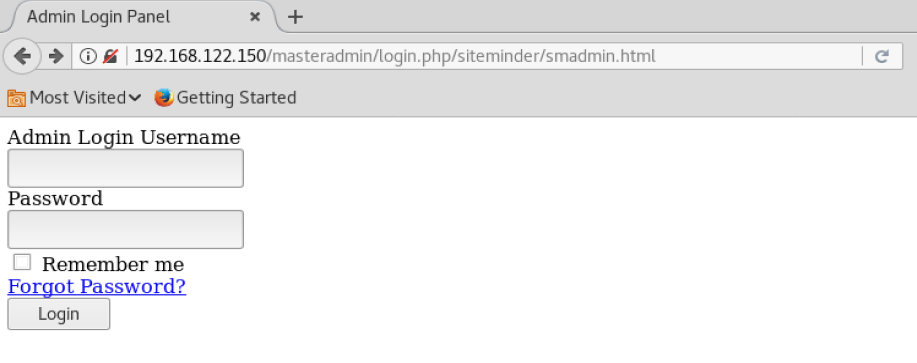 Admin Login Panel
192.168.122.150/masteradmin/login.php/siteminder/smadmin.html
Most Visited Getting Started
Admin Login Username
Password
Remember me
Forgot Password?
Login